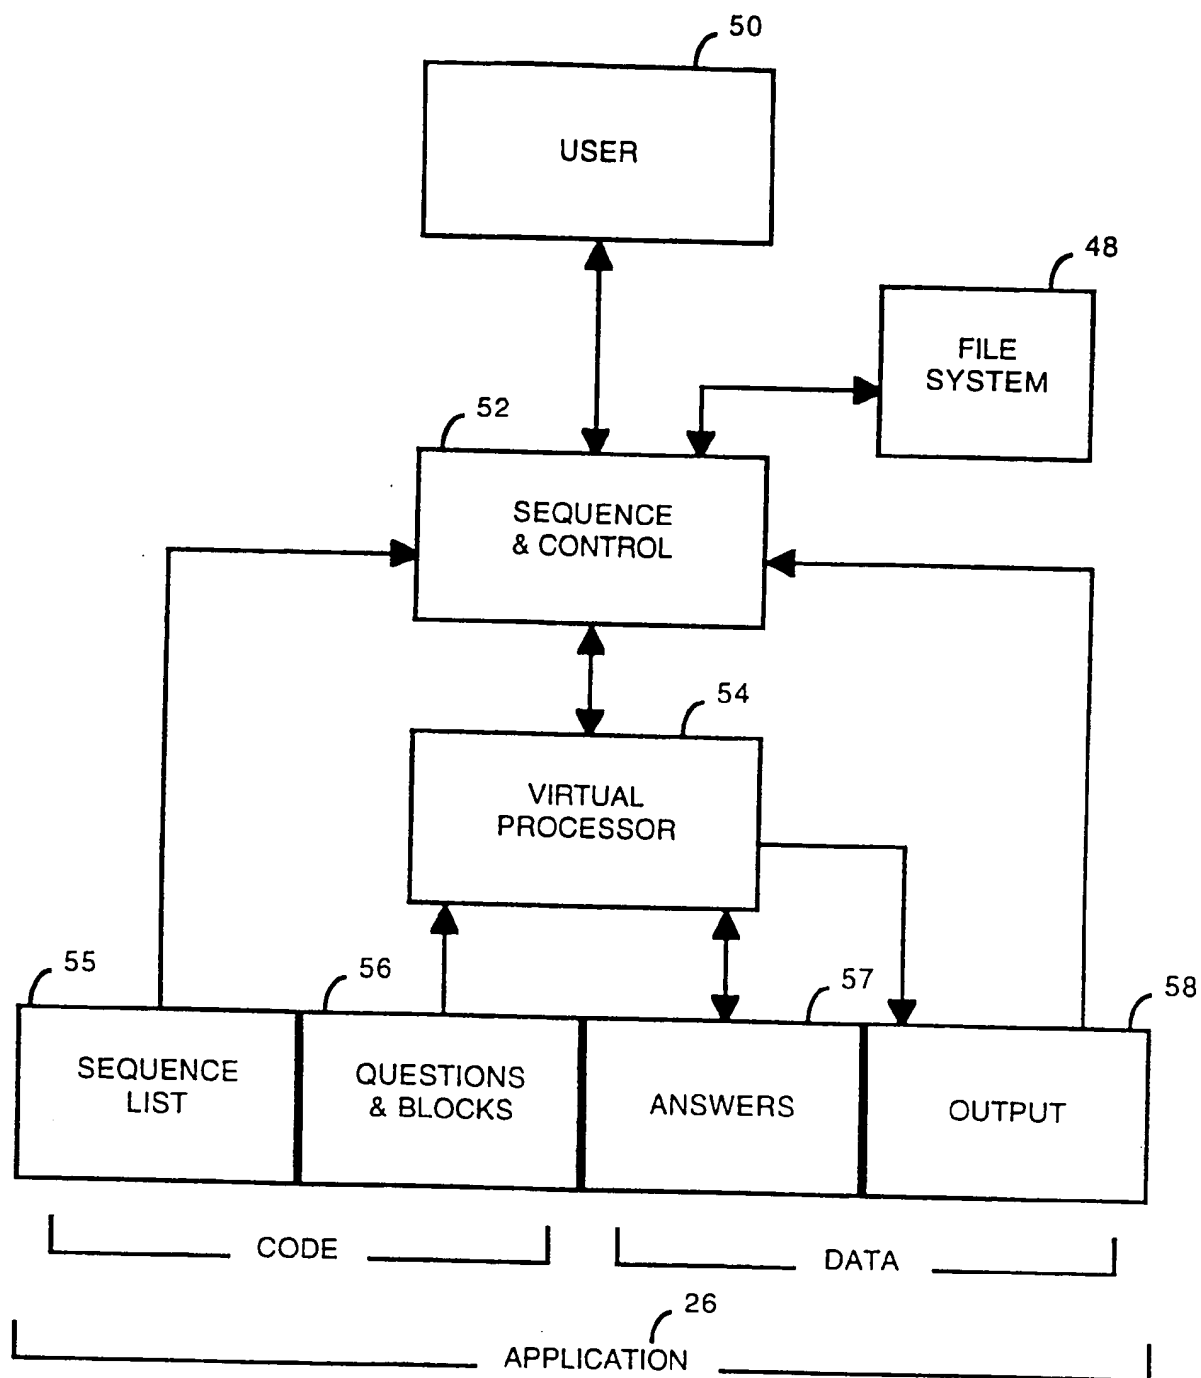 50
USER
48
FILE
SYSTEM
52
SEQUENCE
& CONTROL
54
VIRTUAL
PROCESSOR
55
56
57
58
SEQUENCE
LIST
QUESTIONS
& BLOCKS
ANSWERS
OUTPUT
CODE
DATA
26
APPLICATION